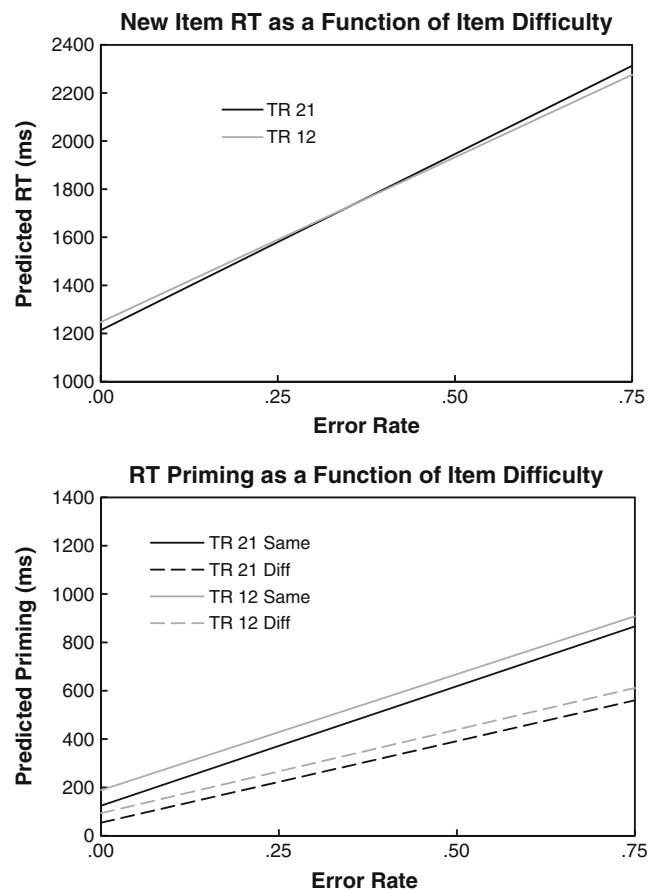 New Item RT as a Function of Item Difficulty
2400
2200
2000
1800
1600
1400
1200
1000
Predicted RT (ms)
TR 21
TR 12
.00
.25
.50
.75
Error Rate
RT Priming as a Function of Item Difficulty
1400
1200
1000
800
600
400
200
0
Predicted Priming (ms)
TR 21 Same
TR 21 Diff
TR 12 Same
TR 12 Diff
.00
.25
.50
.75
Error Rate